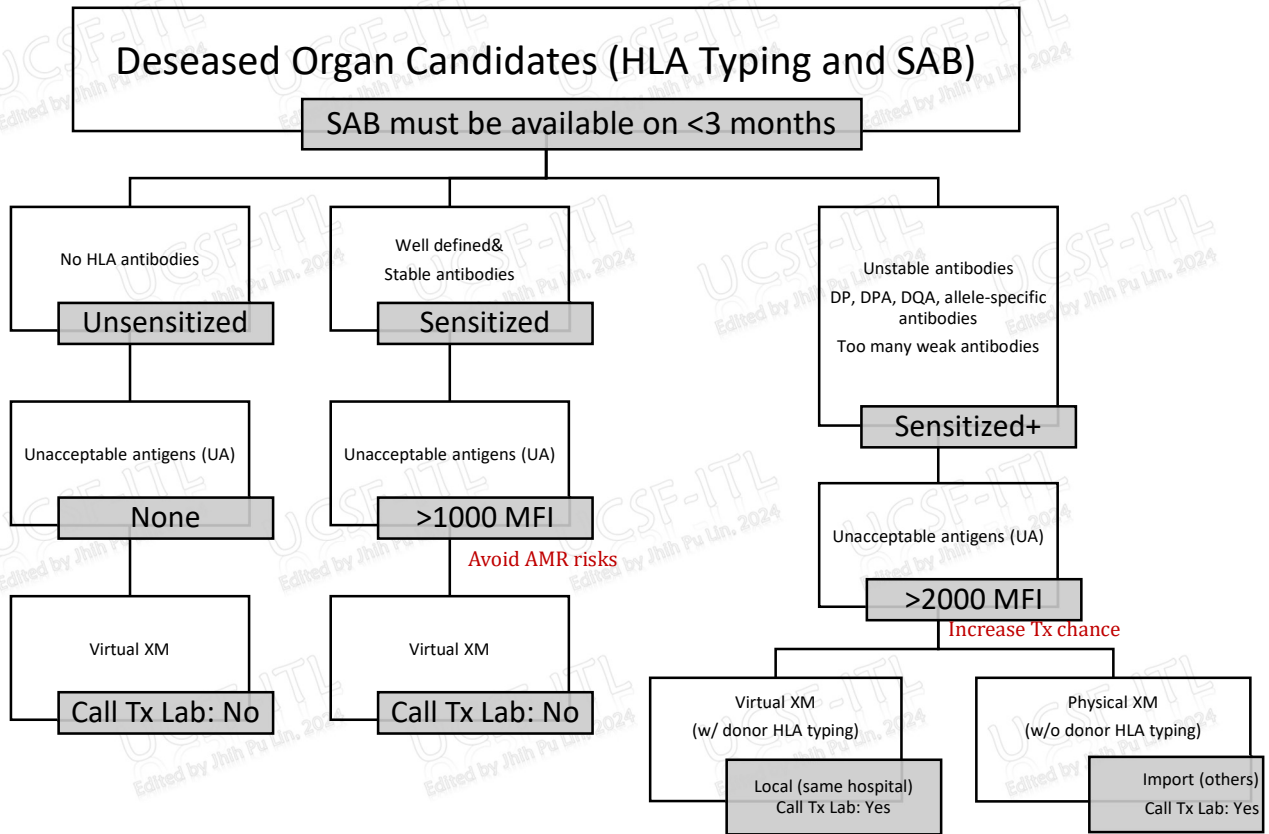 Deseased Organ Candidates (HLA Typing and SAB)
SAB must be available on <3 months
No HLA antibodies
Unsensitized
Unacceptable antigens (UA)
None
Virtual XM
Call Tx Lab: No
Well defined&
Stable antibodies
Sensitized
Unacceptable antigens (UA)
>1000 MFI
Avoid AMR risks
Virtual XM
Call Tx Lab: No
Unstable antibodies
DP, DPA, DQA, allele-specific
antibodies
Too many weak antibodies
Sensitized+
Unacceptable antigens (UA)
>2000 MFI
Increase Tx chance
Virtual XM
(w/ donor HLA typing)
Local (same hospital)
Call Tx Lab: Yes
Physical XM
(w/o donor HLA typing)
Import (others)
Call Tx Lab: Yes
UCSF-ITL
Edited by Jhih Pu Lin, 2024